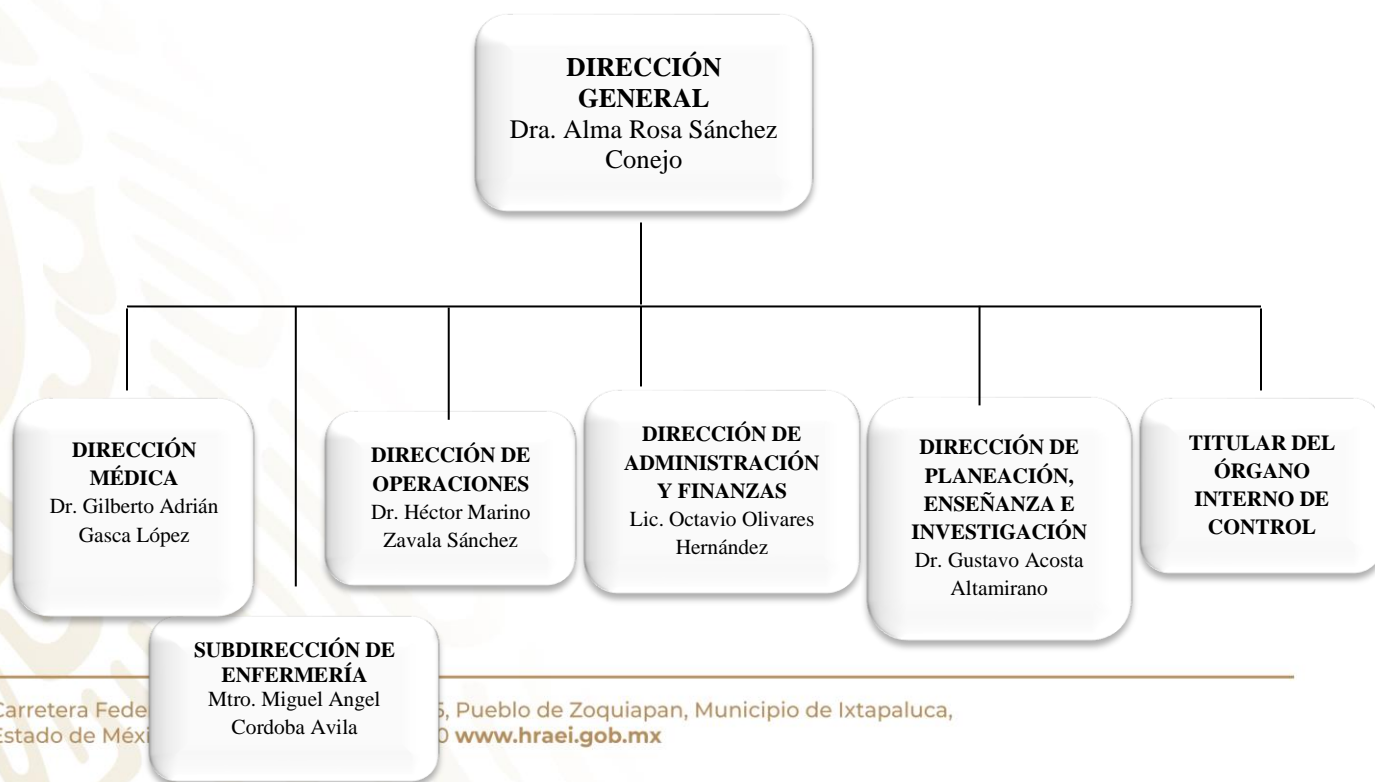 DIRECCIÓN
GENERAL
Dra. Alma Rosa Sánchez
Conejo
DIRECCIÓN
MÉDICA
Dr. Gilberto Adrián
Gasca López
DIRECCIÓN DE
OPERACIONES
Dr. Héctor Marino
Zavala Sánchez
DIRECCIÓN DE
ADMINISTRACIÓN
Y FINANZAS
Lic. Octavio Olivares
Hernández
DIRECCIÓN DE
PLANEACIÓN,
ENSEÑANZA E
INVESTIGACIÓN
Dr. Gustavo Acosta
Altamirano
TITULAR DEL
ÓRGANO
INTERNO DE
CONTROL
SUBDIRECCIÓN DE
ENFERMERÍA
Mtro. Miguel Angel
Cordoba Avila
Carretera Fede , Pueblo de Zoquiapan, Municipio de Ixtapaluca,
Estado de Méxi 0 www.hraei.gob.mx